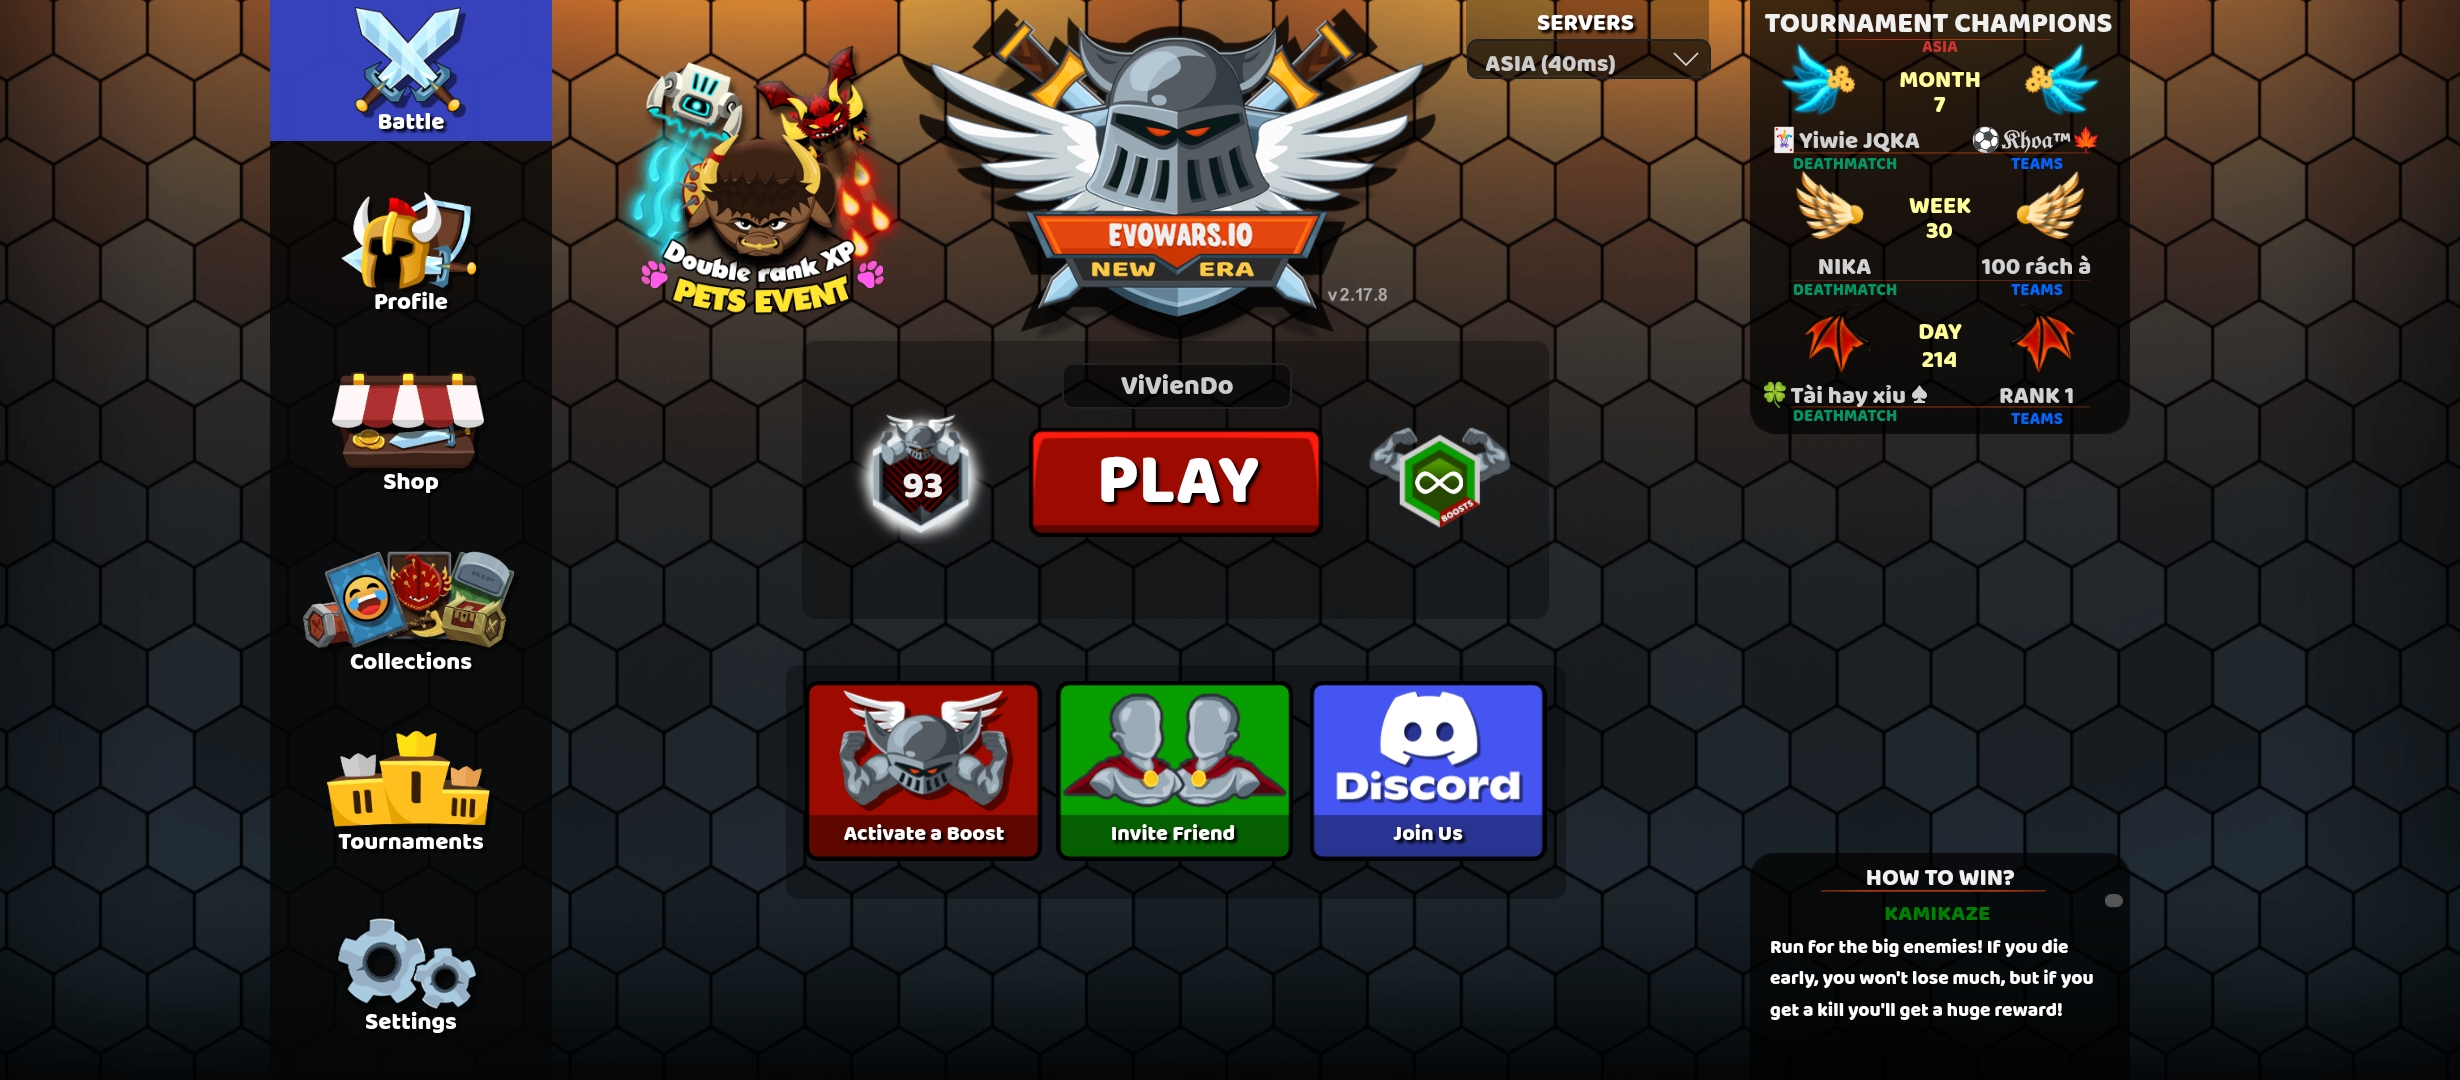 Battle
Profile
Shop
Collections
Tournaments
Settings
Double rank XP
PETS EVENT
EVOWARS.IO
NEW ERA
v2.17.8
SERVERS
ASIA (40ms)
ViVienDo
93
PLAY
BOOSTS
Activate a Boost
Invite Friend
Discord
Join Us
TOURNAMENT CHAMPIONS
ASIA
MONTH
7
🃏Yiwie JQKA ⚽𝕶𝖍𝖔𝖆™🍁
DEATHMATCH TEAMS
WEEK
30
NIKA 100 rách à
DEATHMATCH TEAMS
DAY
214
🍀Tài hay xỉu ♠ RANK 1
DEATHMATCH TEAMS
HOW TO WIN?
KAMIKAZE
Run for the big enemies! If you die
early, you won't lose much, but if you
get a kill you'll get a huge reward!